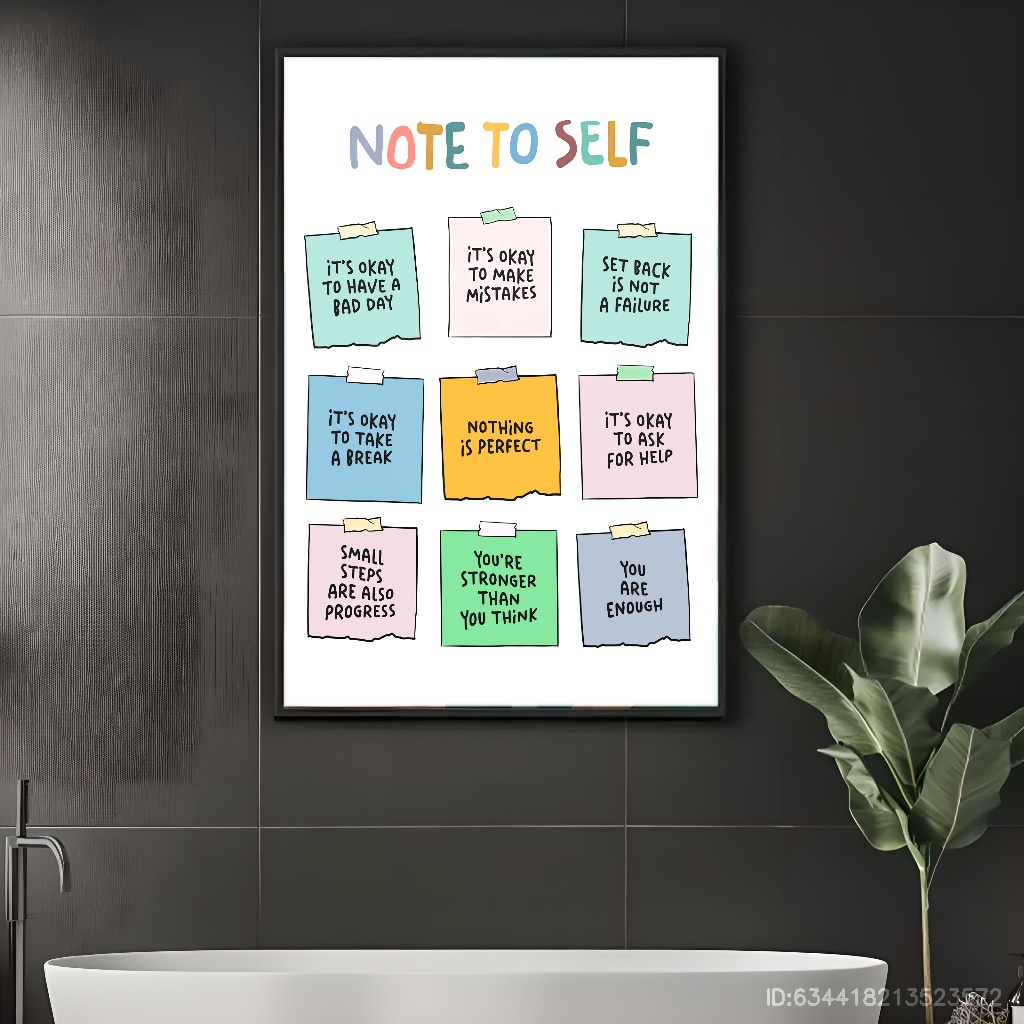 NOTE TO SELF
IT'S OKAY
TO HAVE A
BAD DAY
IT'S OKAY
TO MAKE
MISTAKES
SET BACK
IS NOT
A FAILURE
IT'S OKAY
TO TAKE
A BREAK
NOTHING
IS PERFECT
IT'S OKAY
TO ASK
FOR HELP
SMALL
STEPS
ARE ALSO
PROGRESS
YOU'RE
STRONGER
THAN
YOU THINK
YOU
ARE
ENOUGH
ID:634418213523572